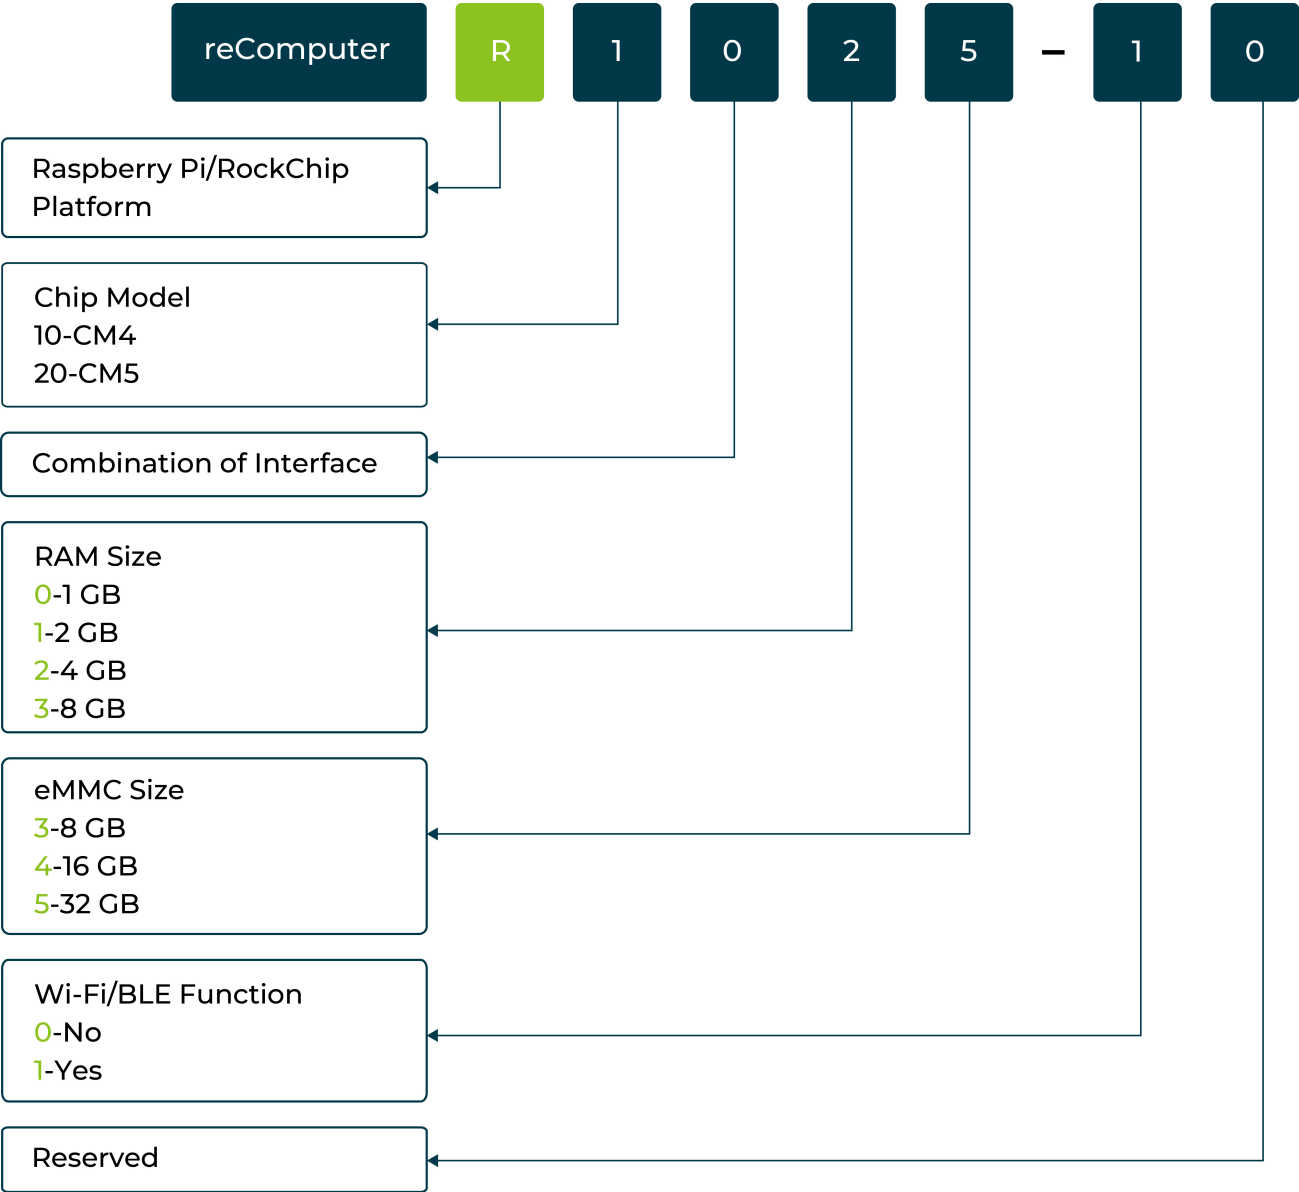 reComputer R 1 0 2 5 – 1 0
Raspberry Pi/RockChip
Platform
Chip Model
10-CM4
20-CM5
Combination of Interface
RAM Size
0-1 GB
1-2 GB
2-4 GB
3-8 GB
eMMC Size
3-8 GB
4-16 GB
5-32 GB
Wi-Fi/BLE Function
0-No
1-Yes
Reserved